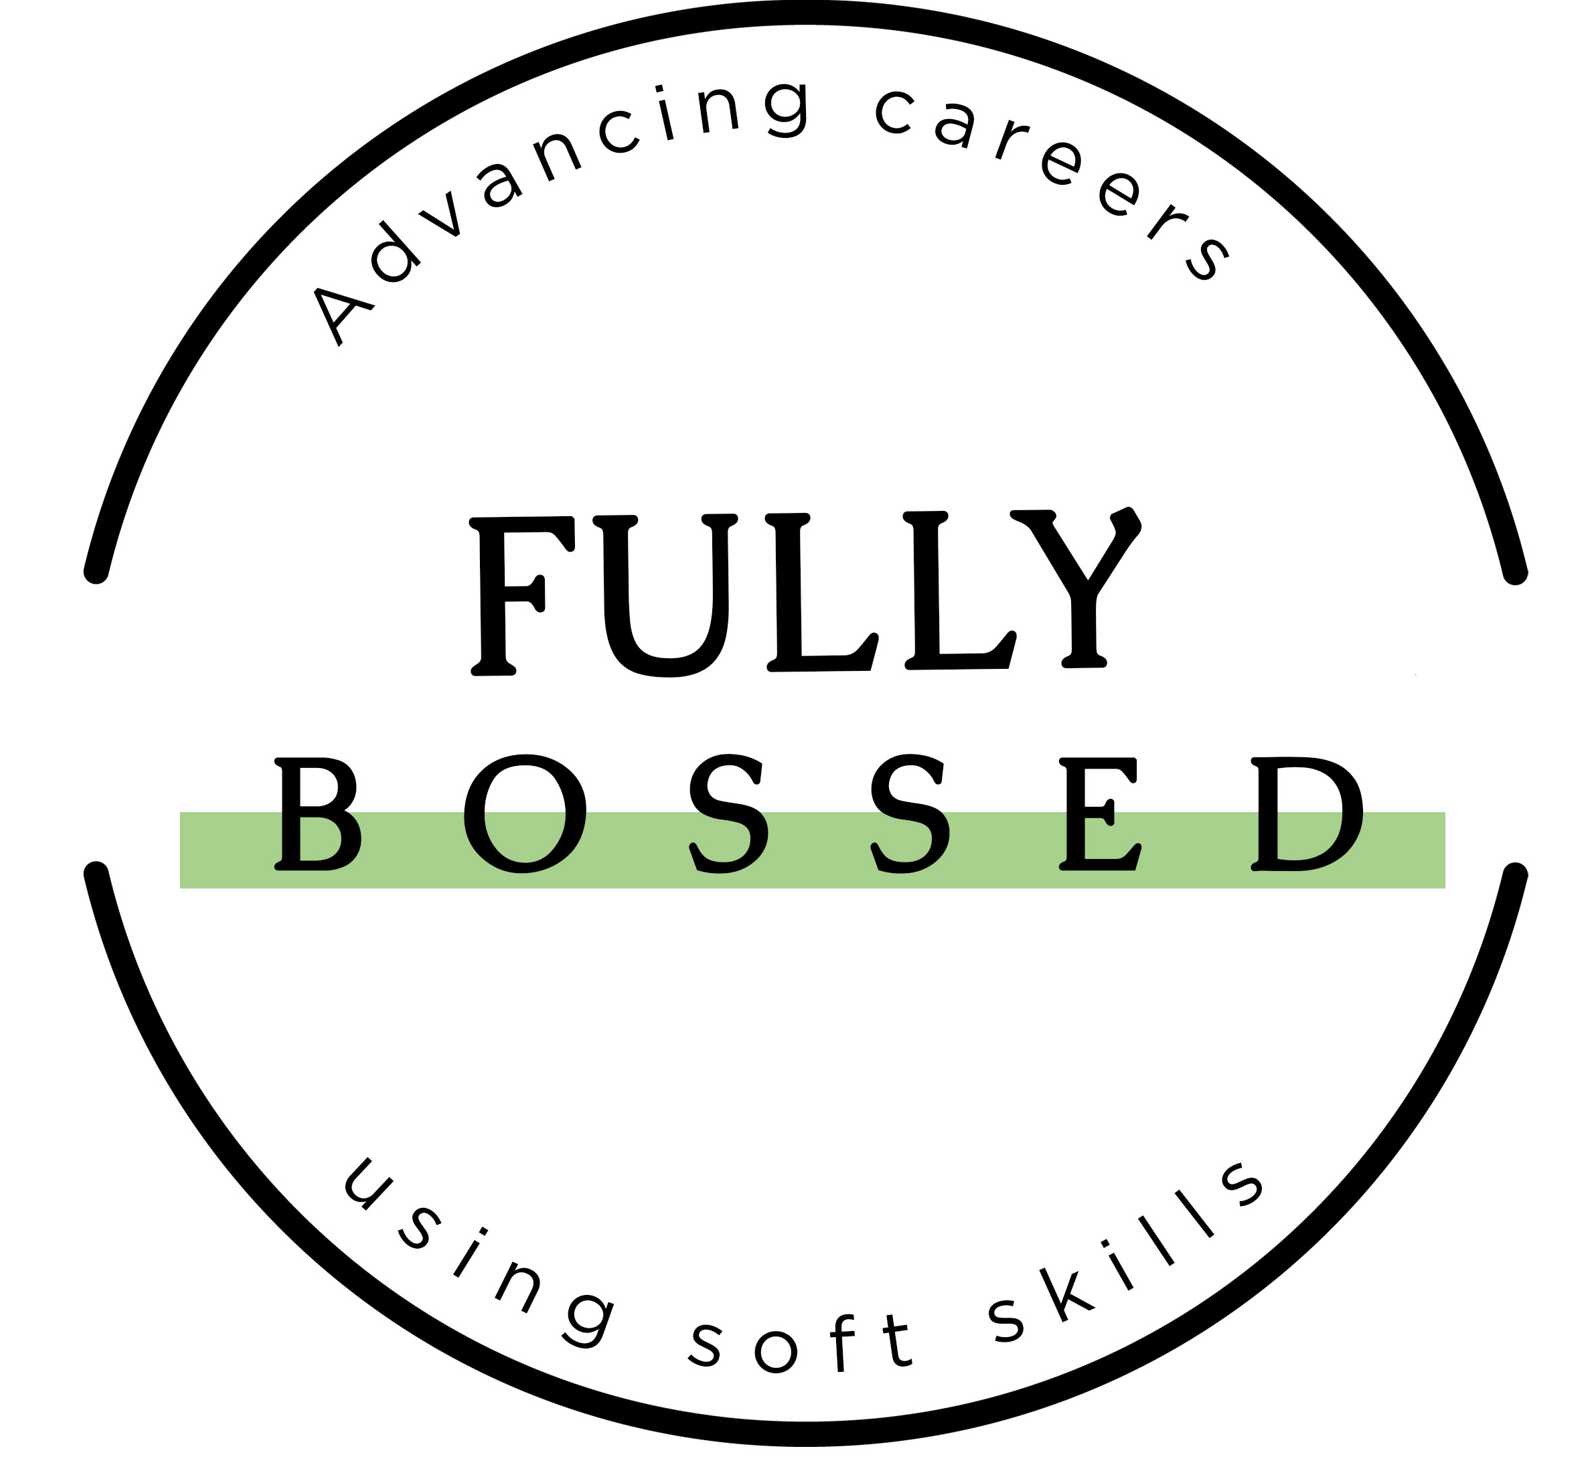 Advancing careers
FULLY
BOSSED
using soft skills